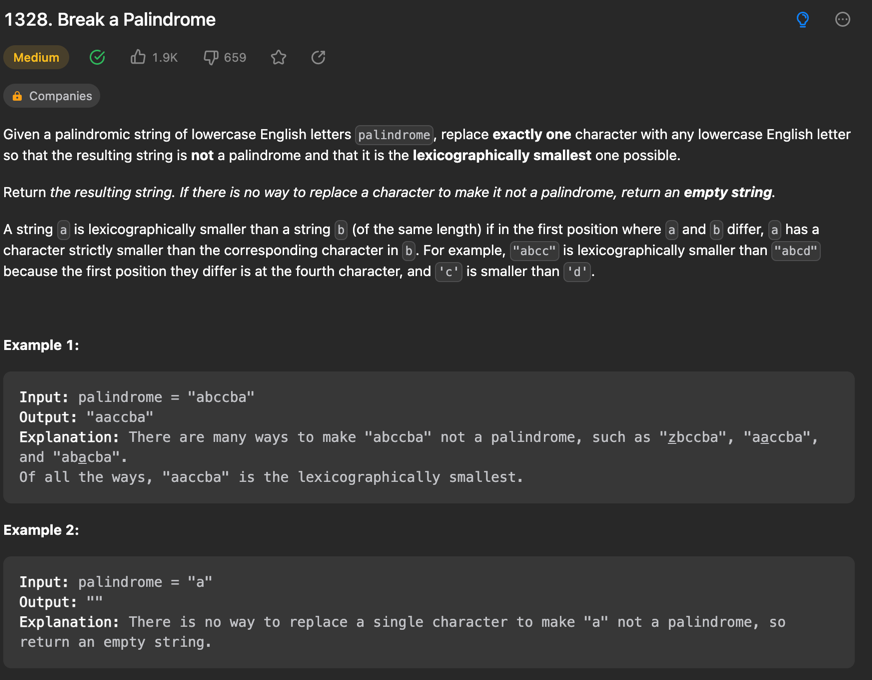 1328. Break a Palindrome
Medium 1.9K 659
Companies
Given a palindromic string of lowercase English letters palindrome, replace exactly one character with any lowercase English letter
so that the resulting string is not a palindrome and that it is the lexicographically smallest one possible.
Return the resulting string. If there is no way to replace a character to make it not a palindrome, return an empty string.
A string a is lexicographically smaller than a string b (of the same length) if in the first position where a and b differ, a has a
character strictly smaller than the corresponding character in b. For example, "abcc" is lexicographically smaller than "abcd"
because the first position they differ is at the fourth character, and 'c' is smaller than 'd'.
Example 1:
Input: palindrome = "abccba"
Output: "aaccba"
Explanation: There are many ways to make "abccba" not a palindrome, such as "zbccba", "aaccba",
and "abacba".
Of all the ways, "aaccba" is the lexicographically smallest.
Example 2:
Input: palindrome = "a"
Output: ""
Explanation: There is no way to replace a single character to make "a" not a palindrome, so
return an empty string.